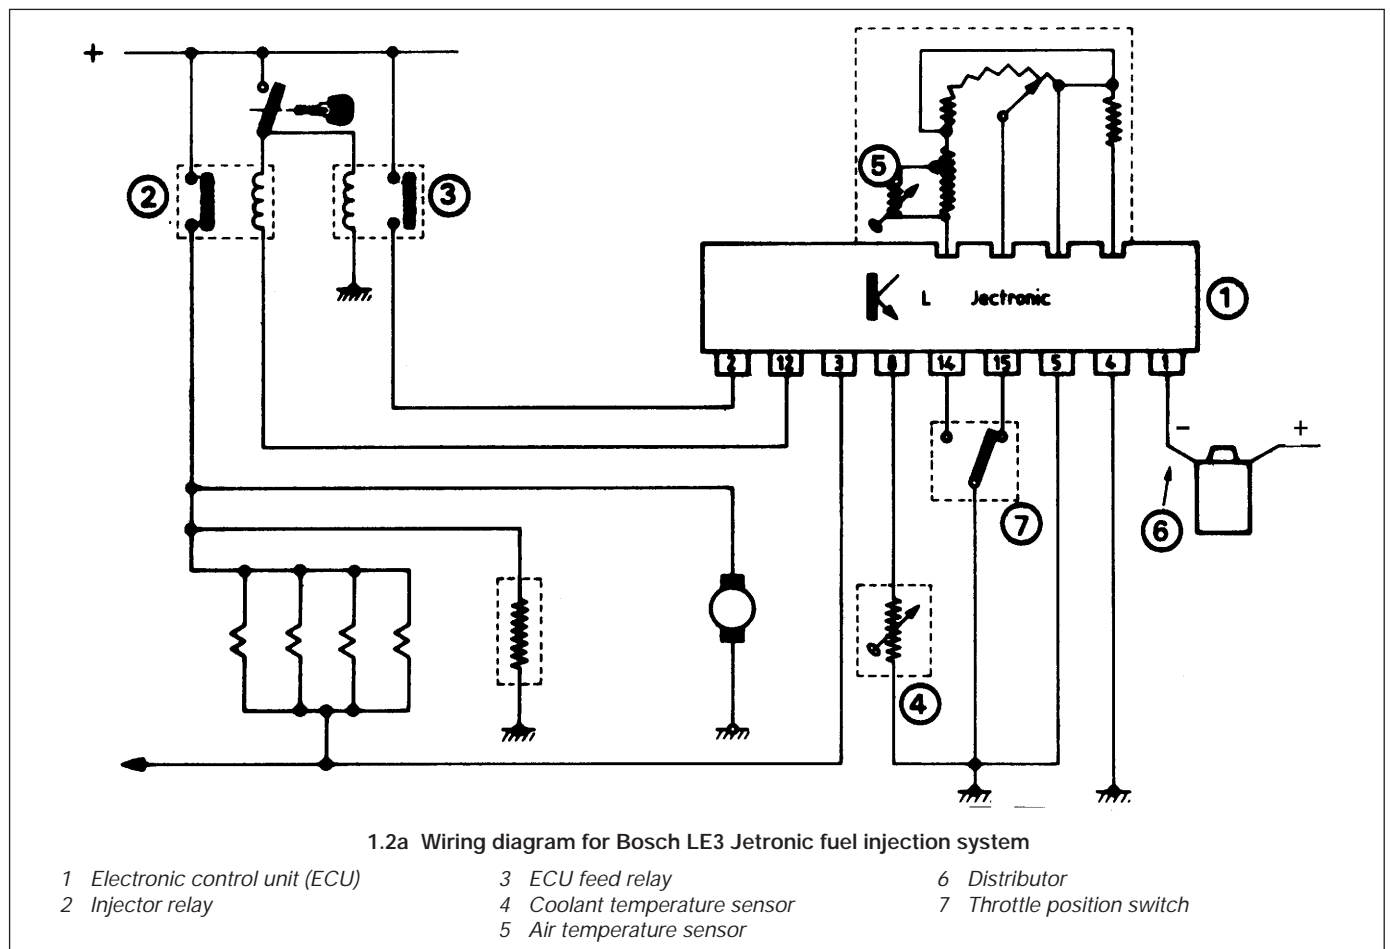 +
2
3
5
L Jectronic
1
2 12 3 8 14 15 5 4 1
− +
6
7
4
1.2a Wiring diagram for Bosch LE3 Jetronic fuel injection system
1 Electronic control unit (ECU)
2 Injector relay
3 ECU feed relay
4 Coolant temperature sensor
5 Air temperature sensor
6 Distributor
7 Throttle position switch